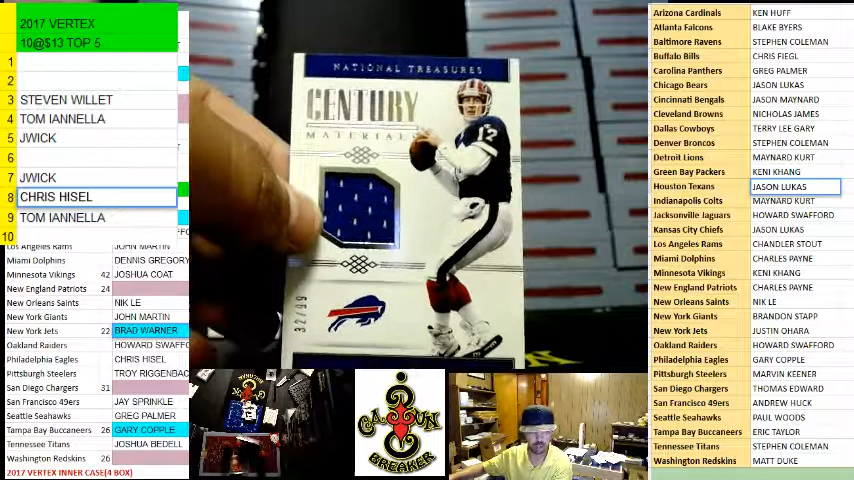 2017 VERTEX
10@$13 TOP 5
1
2
3 STEVEN WILLET
4 TOM IANNELLA
5 JWICK
6
7 JWICK
8 CHRIS HISEL
9 TOM IANNELLA
10
Los Angeles Rams JOHN MARTIN
Miami Dolphins DENNIS GREGORY
Minnesota Vikings 42 JOSHUA COAT
New England Patriots 24
New Orleans Saints NIK LE
New York Giants JOHN MARTIN
New York Jets 22 BRAD WARNER
Oakland Raiders HOWARD SWAFFO
Philadelphia Eagles CHRIS HISEL
Pittsburgh Steelers TROY RIGGENBAC
San Diego Chargers 31
San Francisco 49ers JAY SPRINKLE
Seattle Seahawks GREG PALMER
Tampa Bay Buccaneers 26 GARY COPPLE
Tennessee Titans JOSHUA BEDELL
Washington Redskins 26
2017 VERTEX INNER CASE(4 BOX)
NATIONAL TREASURES
CENTURY
MATERIALS
12
32/99
CAJUN
BREAKER
Arizona Cardinals KEN HUFF
Atlanta Falcons BLAKE BYERS
Baltimore Ravens STEPHEN COLEMAN
Buffalo Bills CHRIS FIEGL
Carolina Panthers GREG PALMER
Chicago Bears JASON LUKAS
Cincinnati Bengals JASON MAYNARD
Cleveland Browns NICHOLAS JAMES
Dallas Cowboys TERRY LEE GARY
Denver Broncos STEPHEN COLEMAN
Detroit Lions MAYNARD KURT
Green Bay Packers KENI KHANG
Houston Texans JASON LUKAS
Indianapolis Colts MAYNARD KURT
Jacksonville Jaguars HOWARD SWAFFORD
Kansas City Chiefs JASON LUKAS
Los Angeles Rams CHANDLER STOUT
Miami Dolphins CHARLES PAYNE
Minnesota Vikings KENI KHANG
New England Patriots CHARLES PAYNE
New Orleans Saints NIK LE
New York Giants BRANDON STAPP
New York Jets JUSTIN OHARA
Oakland Raiders HOWARD SWAFFORD
Philadelphia Eagles GARY COPPLE
Pittsburgh Steelers MARVIN KEENER
San Diego Chargers THOMAS EDWARD
San Francisco 49ers ANDREW HUCK
Seattle Seahawks PAUL WOODS
Tampa Bay Buccaneers ERIC TAYLOR
Tennessee Titans STEPHEN COLEMAN
Washington Redskins MATT DUKE